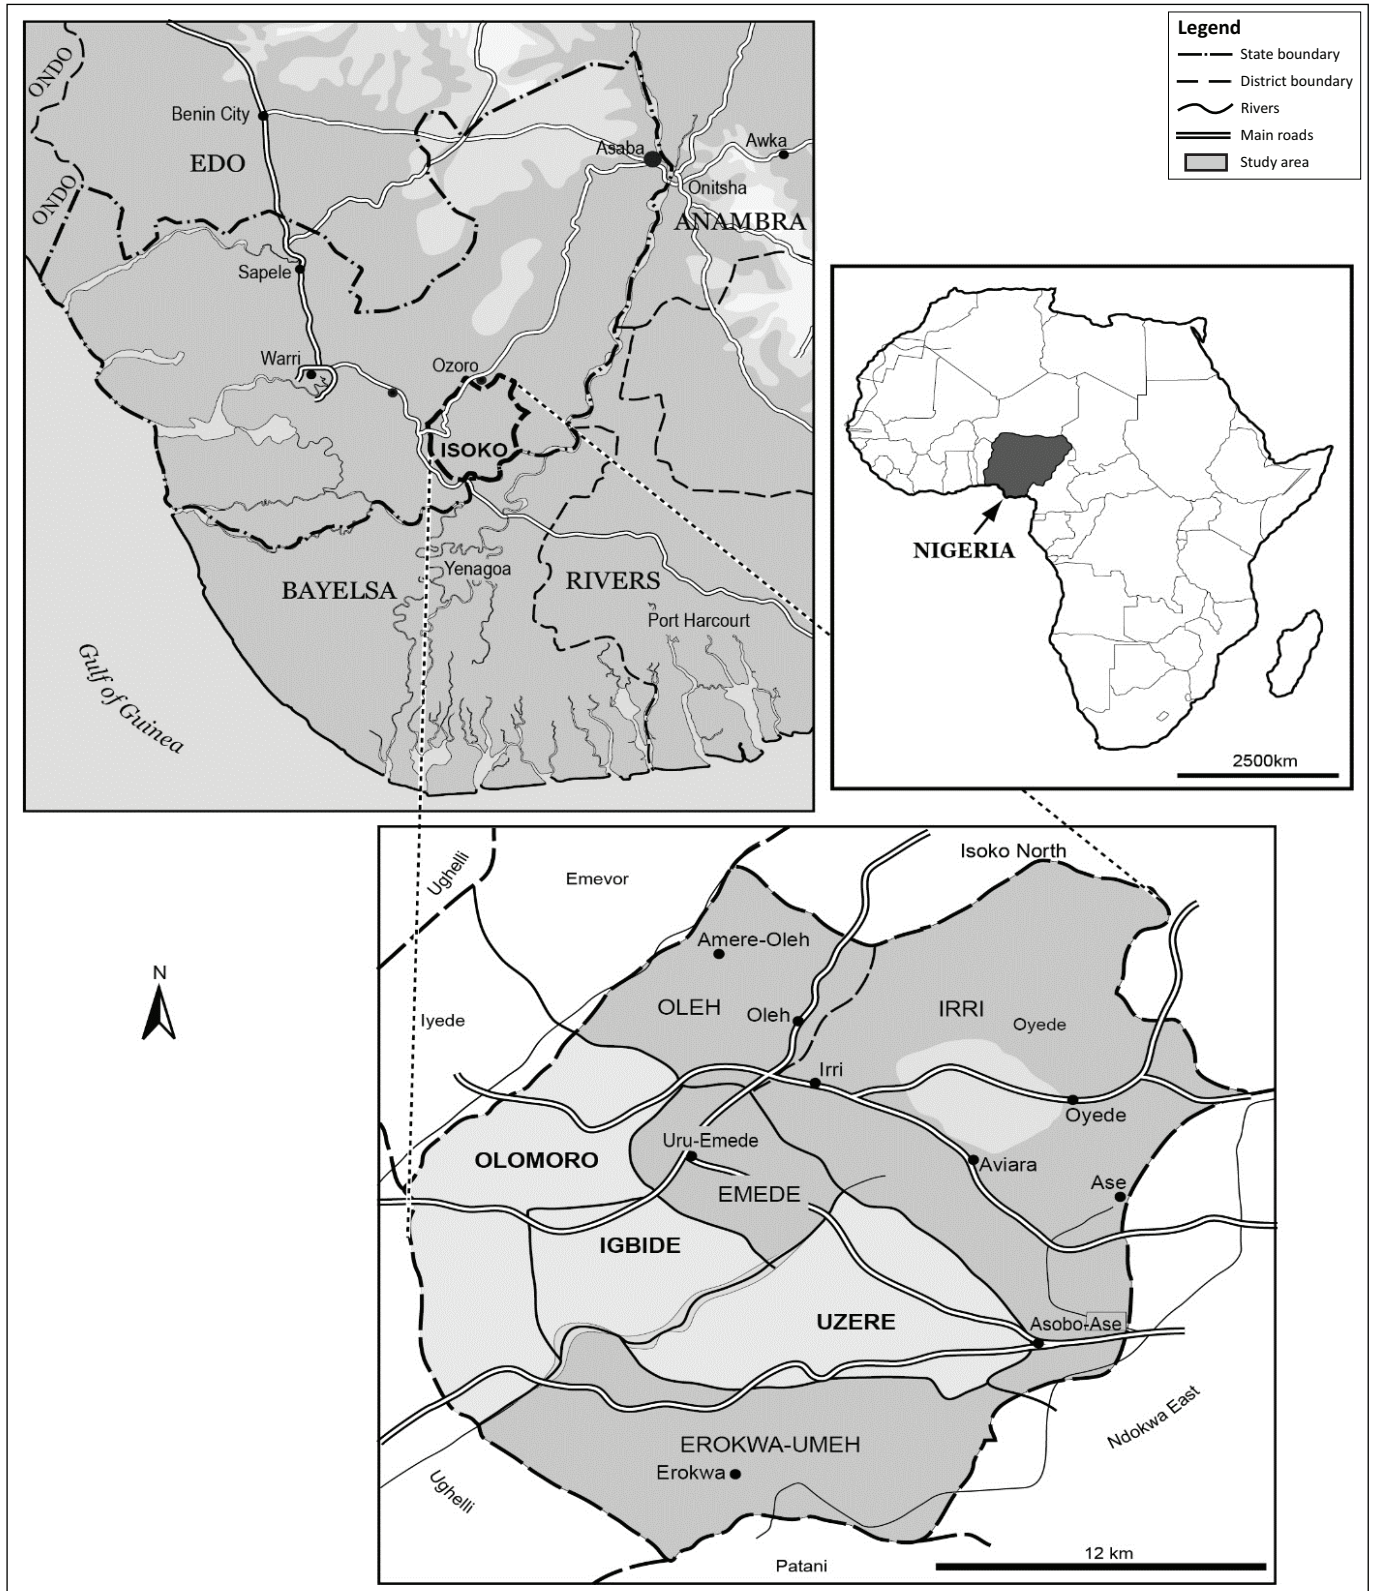 Legend
State boundary
District boundary
Rivers
Main roads
Study area
ONDO
Benin City
EDO
ONDO
Asaba
Awka
Onitsha
ANAMBRA
Sapele
Warri
Ozoro
ISOKO
Yenagoa
BAYELSA
RIVERS
Port Harcourt
Gulf of Guinea
NIGERIA
2500km
N
Ughelli
Emevor
Isoko North
Amere-Oleh
OLEH
Oleh
IRRI
Oyede
Iyede
Irri
Oyede
Uru-Emede
OLOMORO
Aviara
EMEDE
Ase
IGBIDE
UZERE
Asobo-Ase
Ndokwa East
EROKWA-UMEH
Erokwa
Ughelli
Patani
12 km